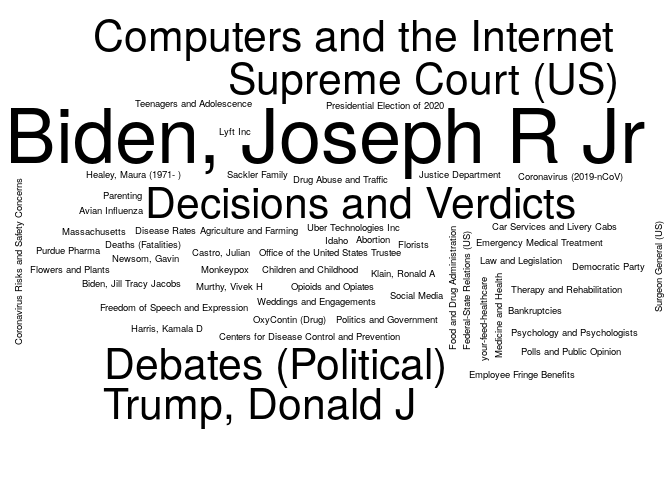 Computers and the Internet
Supreme Court (US)
Teenagers and Adolescence
Presidential Election of 2020
Biden, Joseph R Jr
Lyft Inc
Healey, Maura (1971- )
Sackler Family
Drug Abuse and Traffic
Justice Department
Coronavirus (2019-nCoV)
Coronavirus Risks and Safety Concerns
Parenting
Decisions and Verdicts
Avian Influenza
Massachusetts
Disease Rates
Agriculture and Farming
Uber Technologies Inc
Car Services and Livery Cabs
Surgeon General (US)
Purdue Pharma
Deaths (Fatalities)
Idaho
Abortion
Florists
Food and Drug Administration
Federal-State Relations (US)
Emergency Medical Treatment
Newsom, Gavin
Castro, Julian
Office of the United States Trustee
Law and Legislation
Democratic Party
Flowers and Plants
Monkeypox
Children and Childhood
Klain, Ronald A
your-feed-healthcare
Medicine and Health
Biden, Jill Tracy Jacobs
Murthy, Vivek H
Opioids and Opiates
Social Media
Therapy and Rehabilitation
Freedom of Speech and Expression
Weddings and Engagements
Bankruptcies
OxyContin (Drug)
Politics and Government
Harris, Kamala D
Centers for Disease Control and Prevention
Psychology and Psychologists
Polls and Public Opinion
Debates (Political)
Employee Fringe Benefits
Trump, Donald J